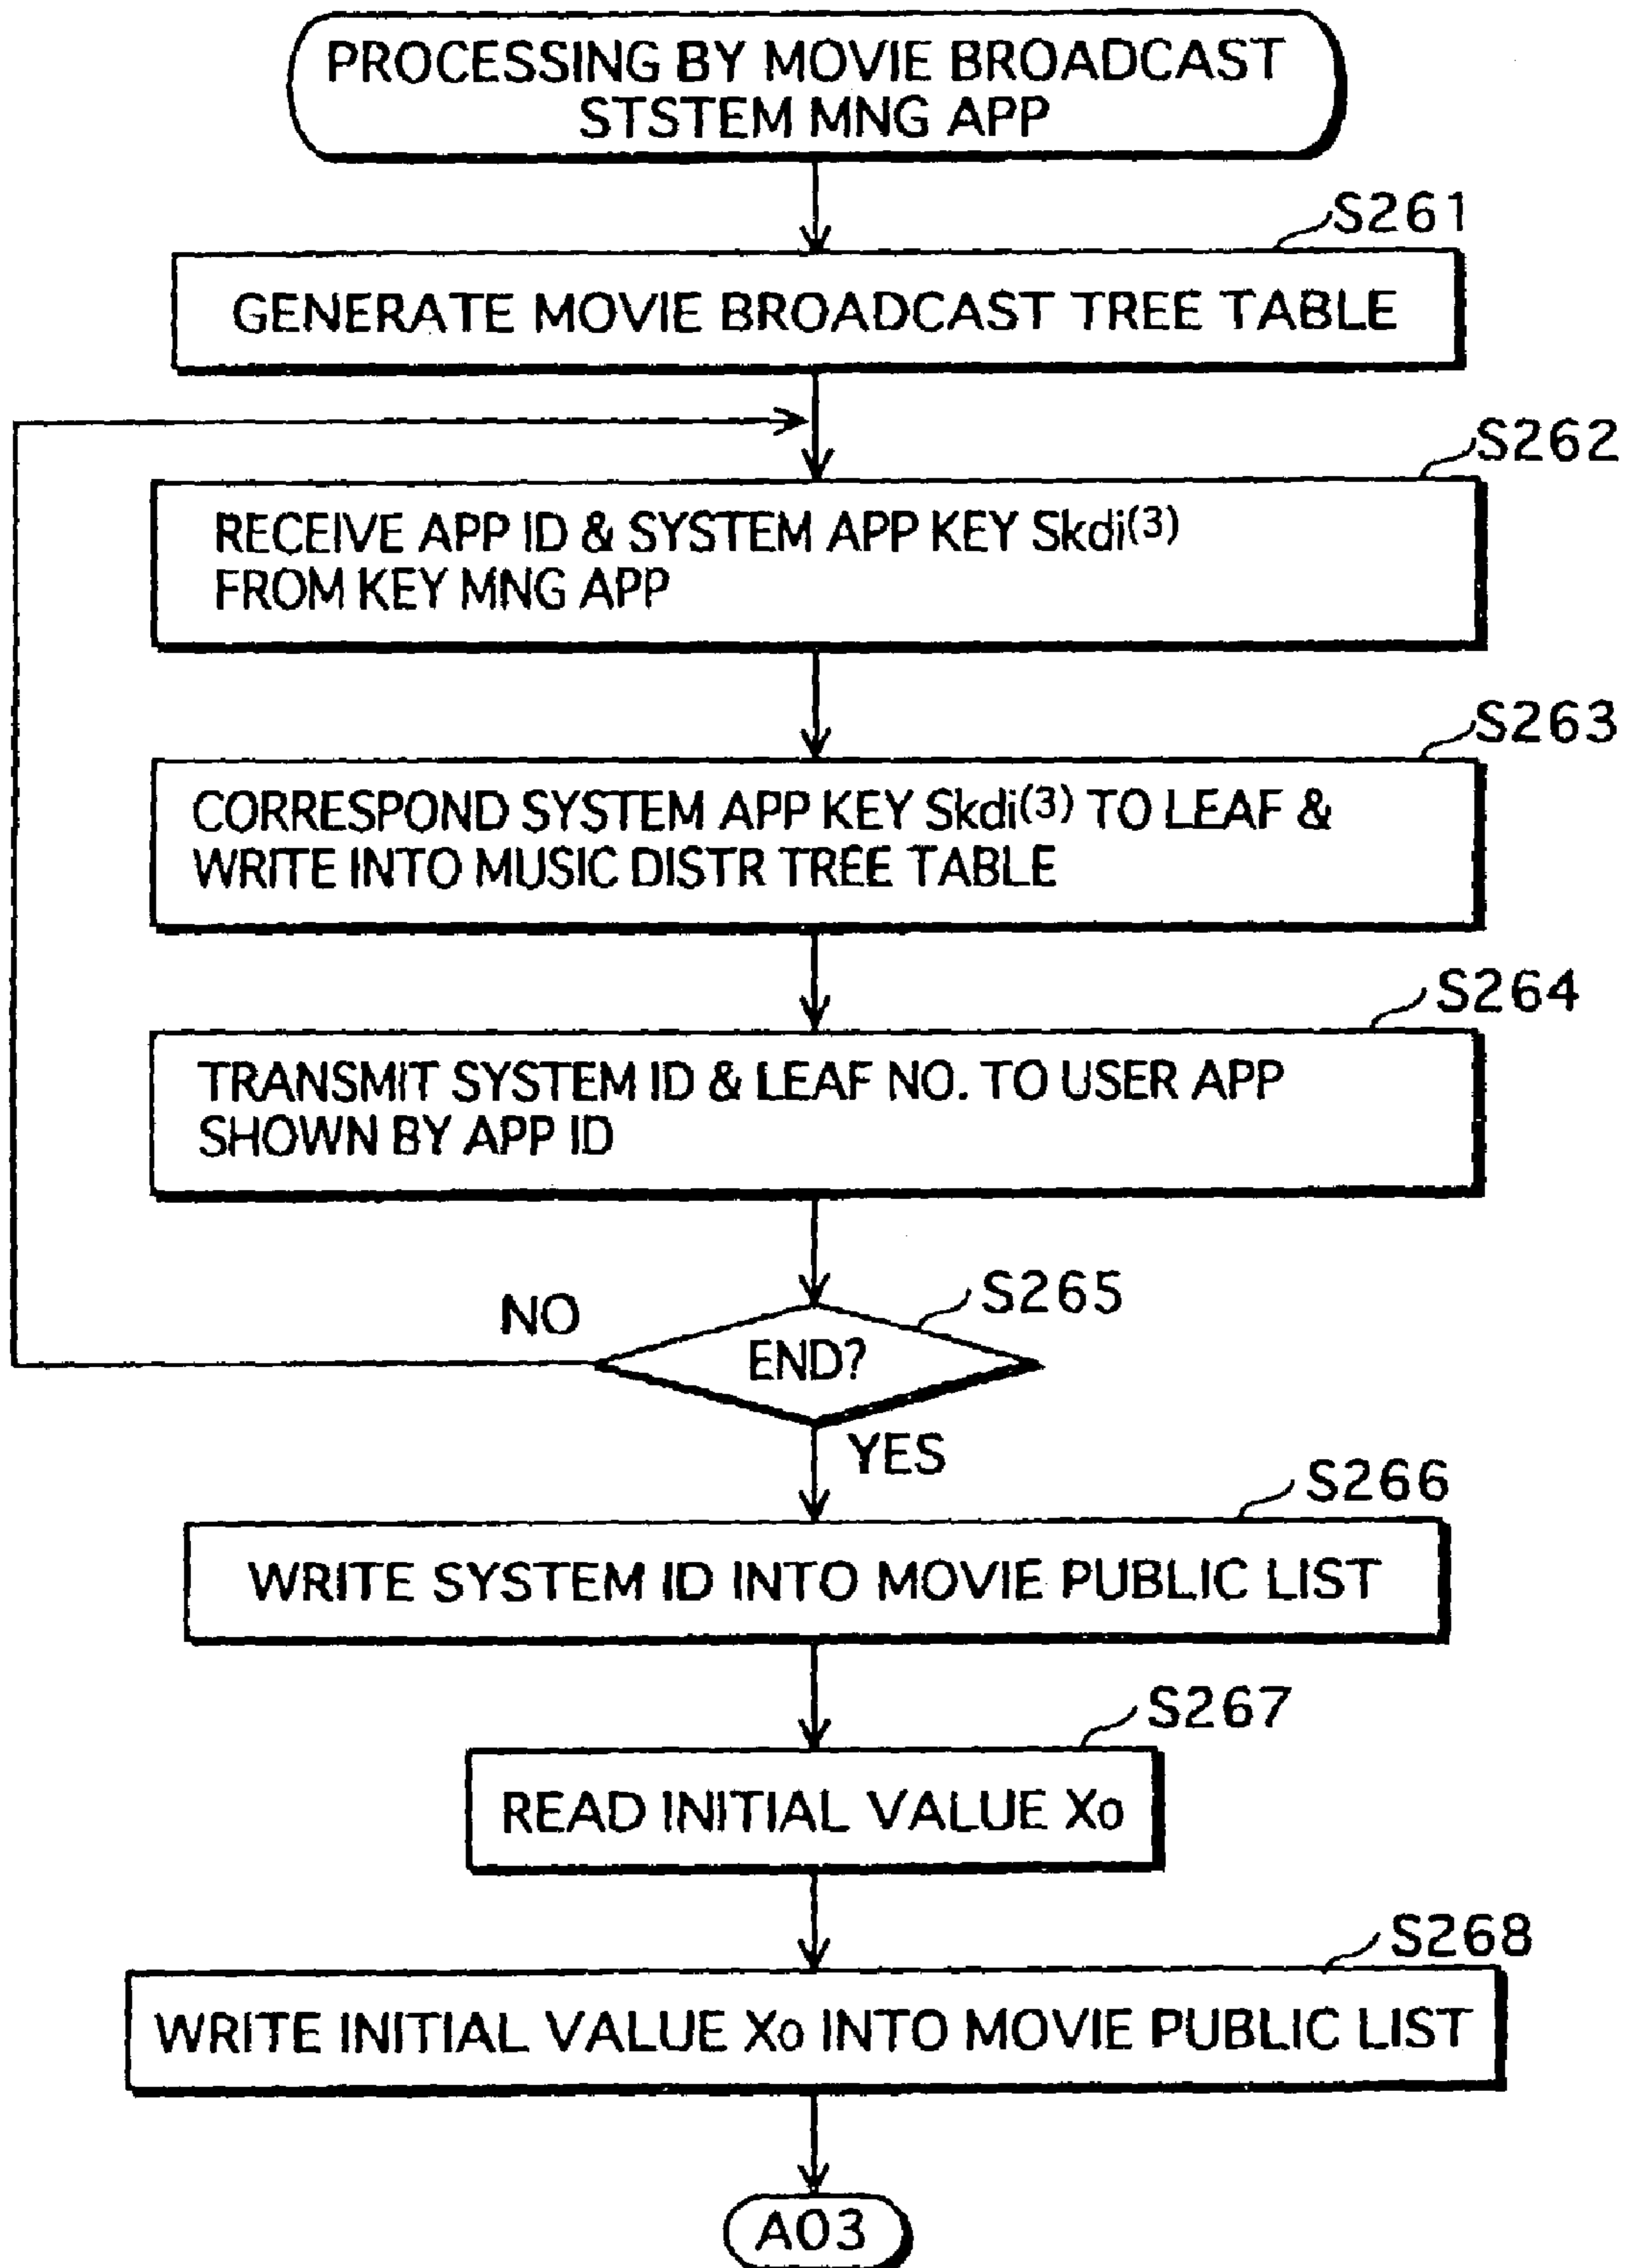 PROCESSING BY MOVIE BROADCAST
STSTEM MNG APP
S261
GENERATE MOVIE BROADCAST TREE TABLE
S262
RECEIVE APP ID & SYSTEM APP KEY Skdi(3)
FROM KEY MNG APP
S263
CORRESPOND SYSTEM APP KEY Skdi(3) TO LEAF &
WRITE INTO MUSIC DISTR TREE TABLE
S264
TRANSMIT SYSTEM ID & LEAF NO. TO USER APP
SHOWN BY APP ID
S265
NO
END?
YES
S266
WRITE SYSTEM ID INTO MOVIE PUBLIC LIST
S267
READ INITIAL VALUE X0
S268
WRITE INITIAL VALUE X0 INTO MOVIE PUBLIC LIST
A03